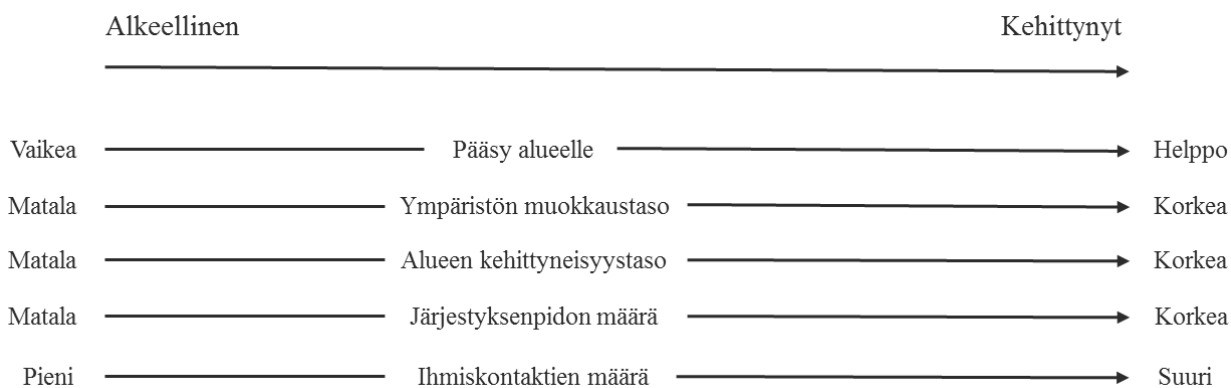 Alkeellinen Kehittynyt
Vaikea Pääsy alueelle Helppo
Matala Ympäristön muokkaustaso Korkea
Matala Alueen kehittyneisyystaso Korkea
Matala Järjestyksenpidon määrä Korkea
Pieni Ihmiskontaktien määrä Suuri